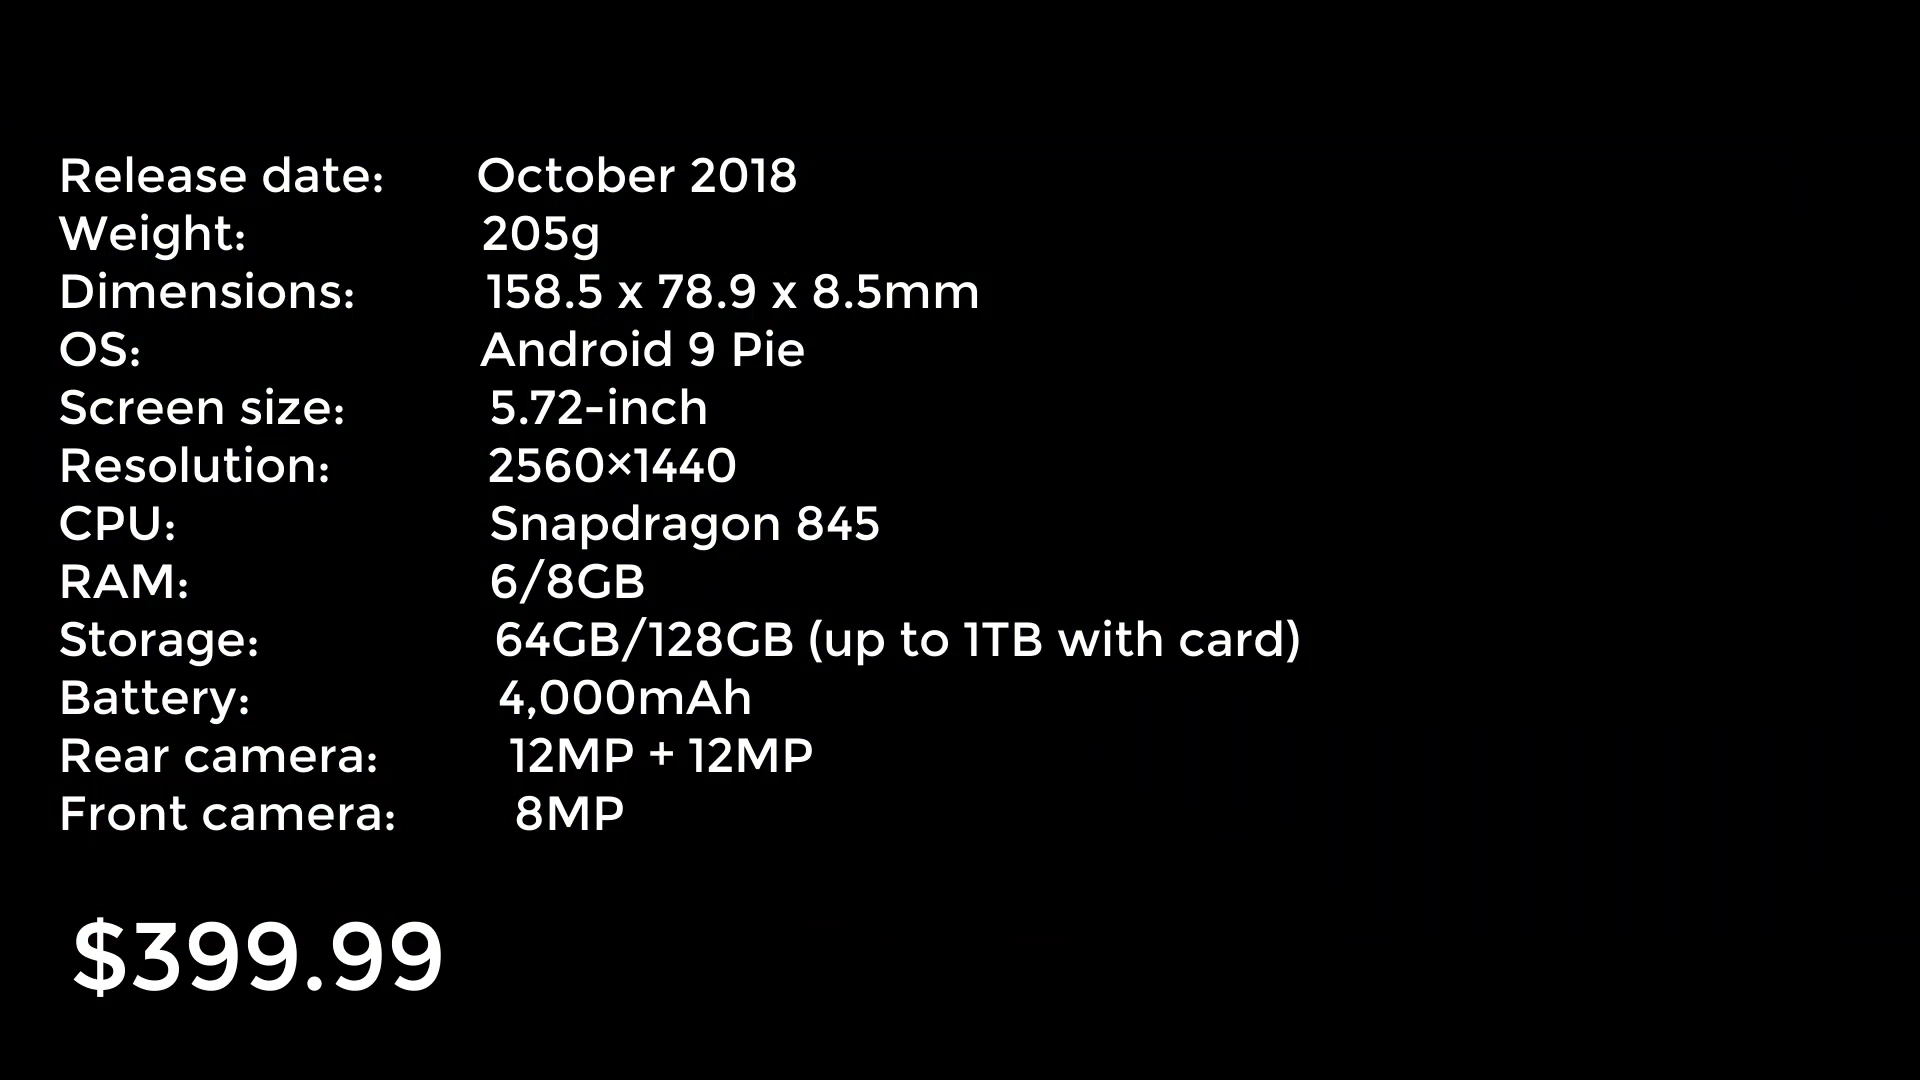 Release date: October 2018
Weight: 205g
Dimensions: 158.5 x 78.9 x 8.5mm
OS: Android 9 Pie
Screen size: 5.72-inch
Resolution: 2560×1440
CPU: Snapdragon 845
RAM: 6/8GB
Storage: 64GB/128GB (up to 1TB with card)
Battery: 4,000mAh
Rear camera: 12MP + 12MP
Front camera: 8MP
$399.99